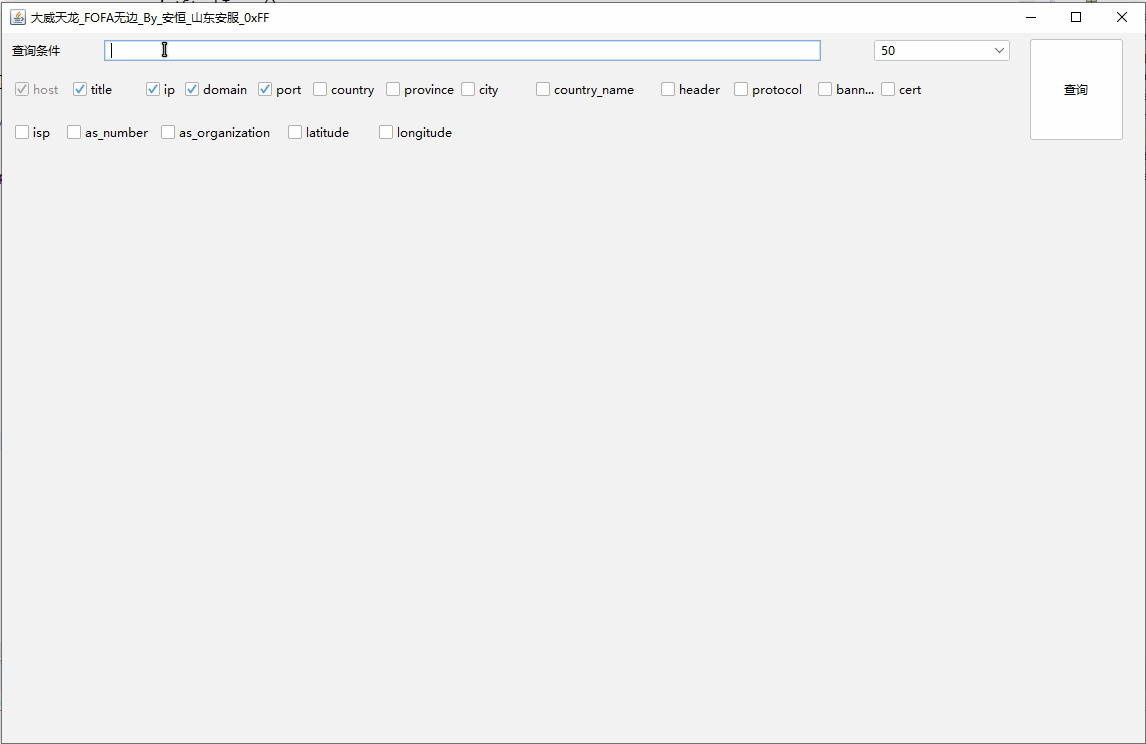 大威天龙_FOFA无边_By_安恒_山东安服_0xFF
查询条件 50 查询
host title ip domain port country province city country_name header protocol bann... cert
isp as_number as_organization latitude longitude